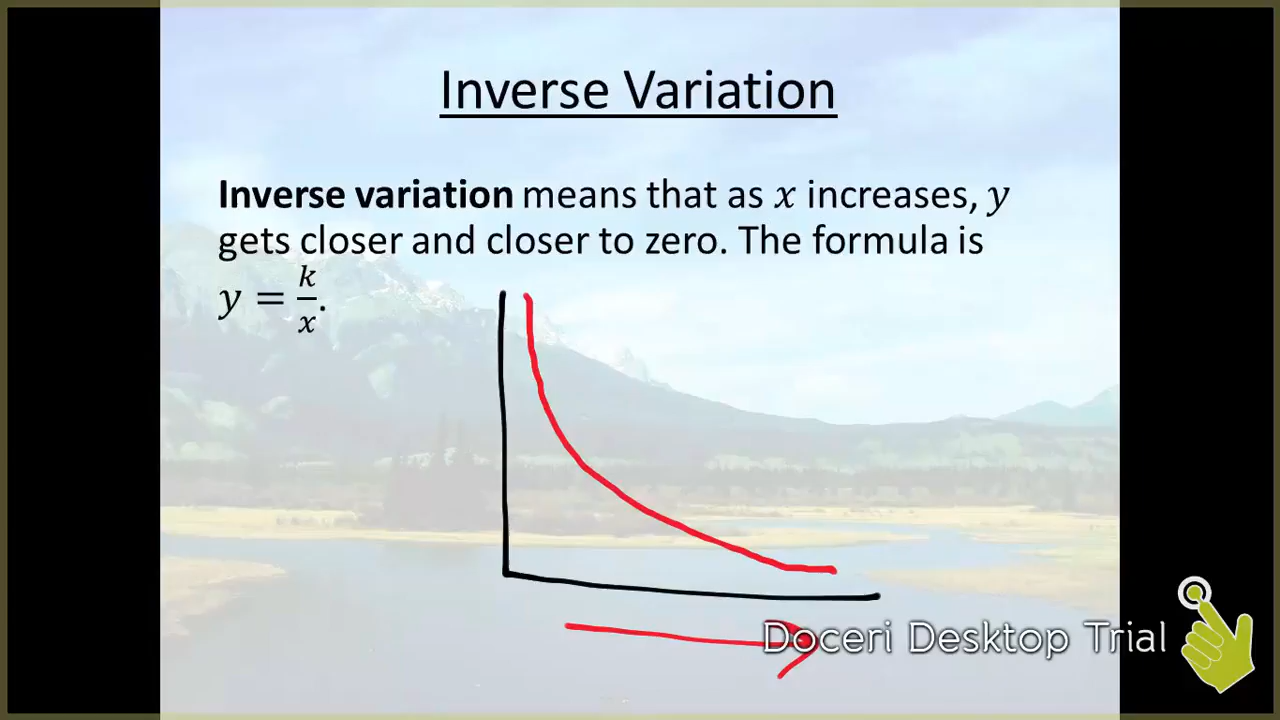 Inverse Variation
Inverse variation means that as x increases, y
gets closer and closer to zero. The formula is
y = k/x.
Doceri Desktop Trial